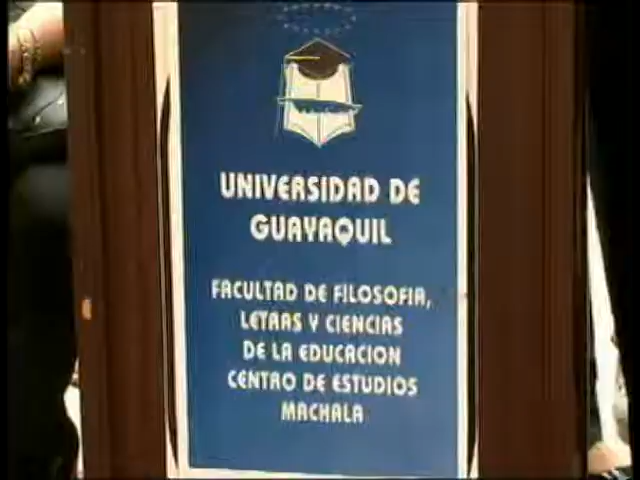 UNIVERSIDAD DE
GUAYAQUIL
FACULTAD DE FILOSOFIA,
LETRAS Y CIENCIAS
DE LA EDUCACION
CENTRO DE ESTUDIOS
MACHALA